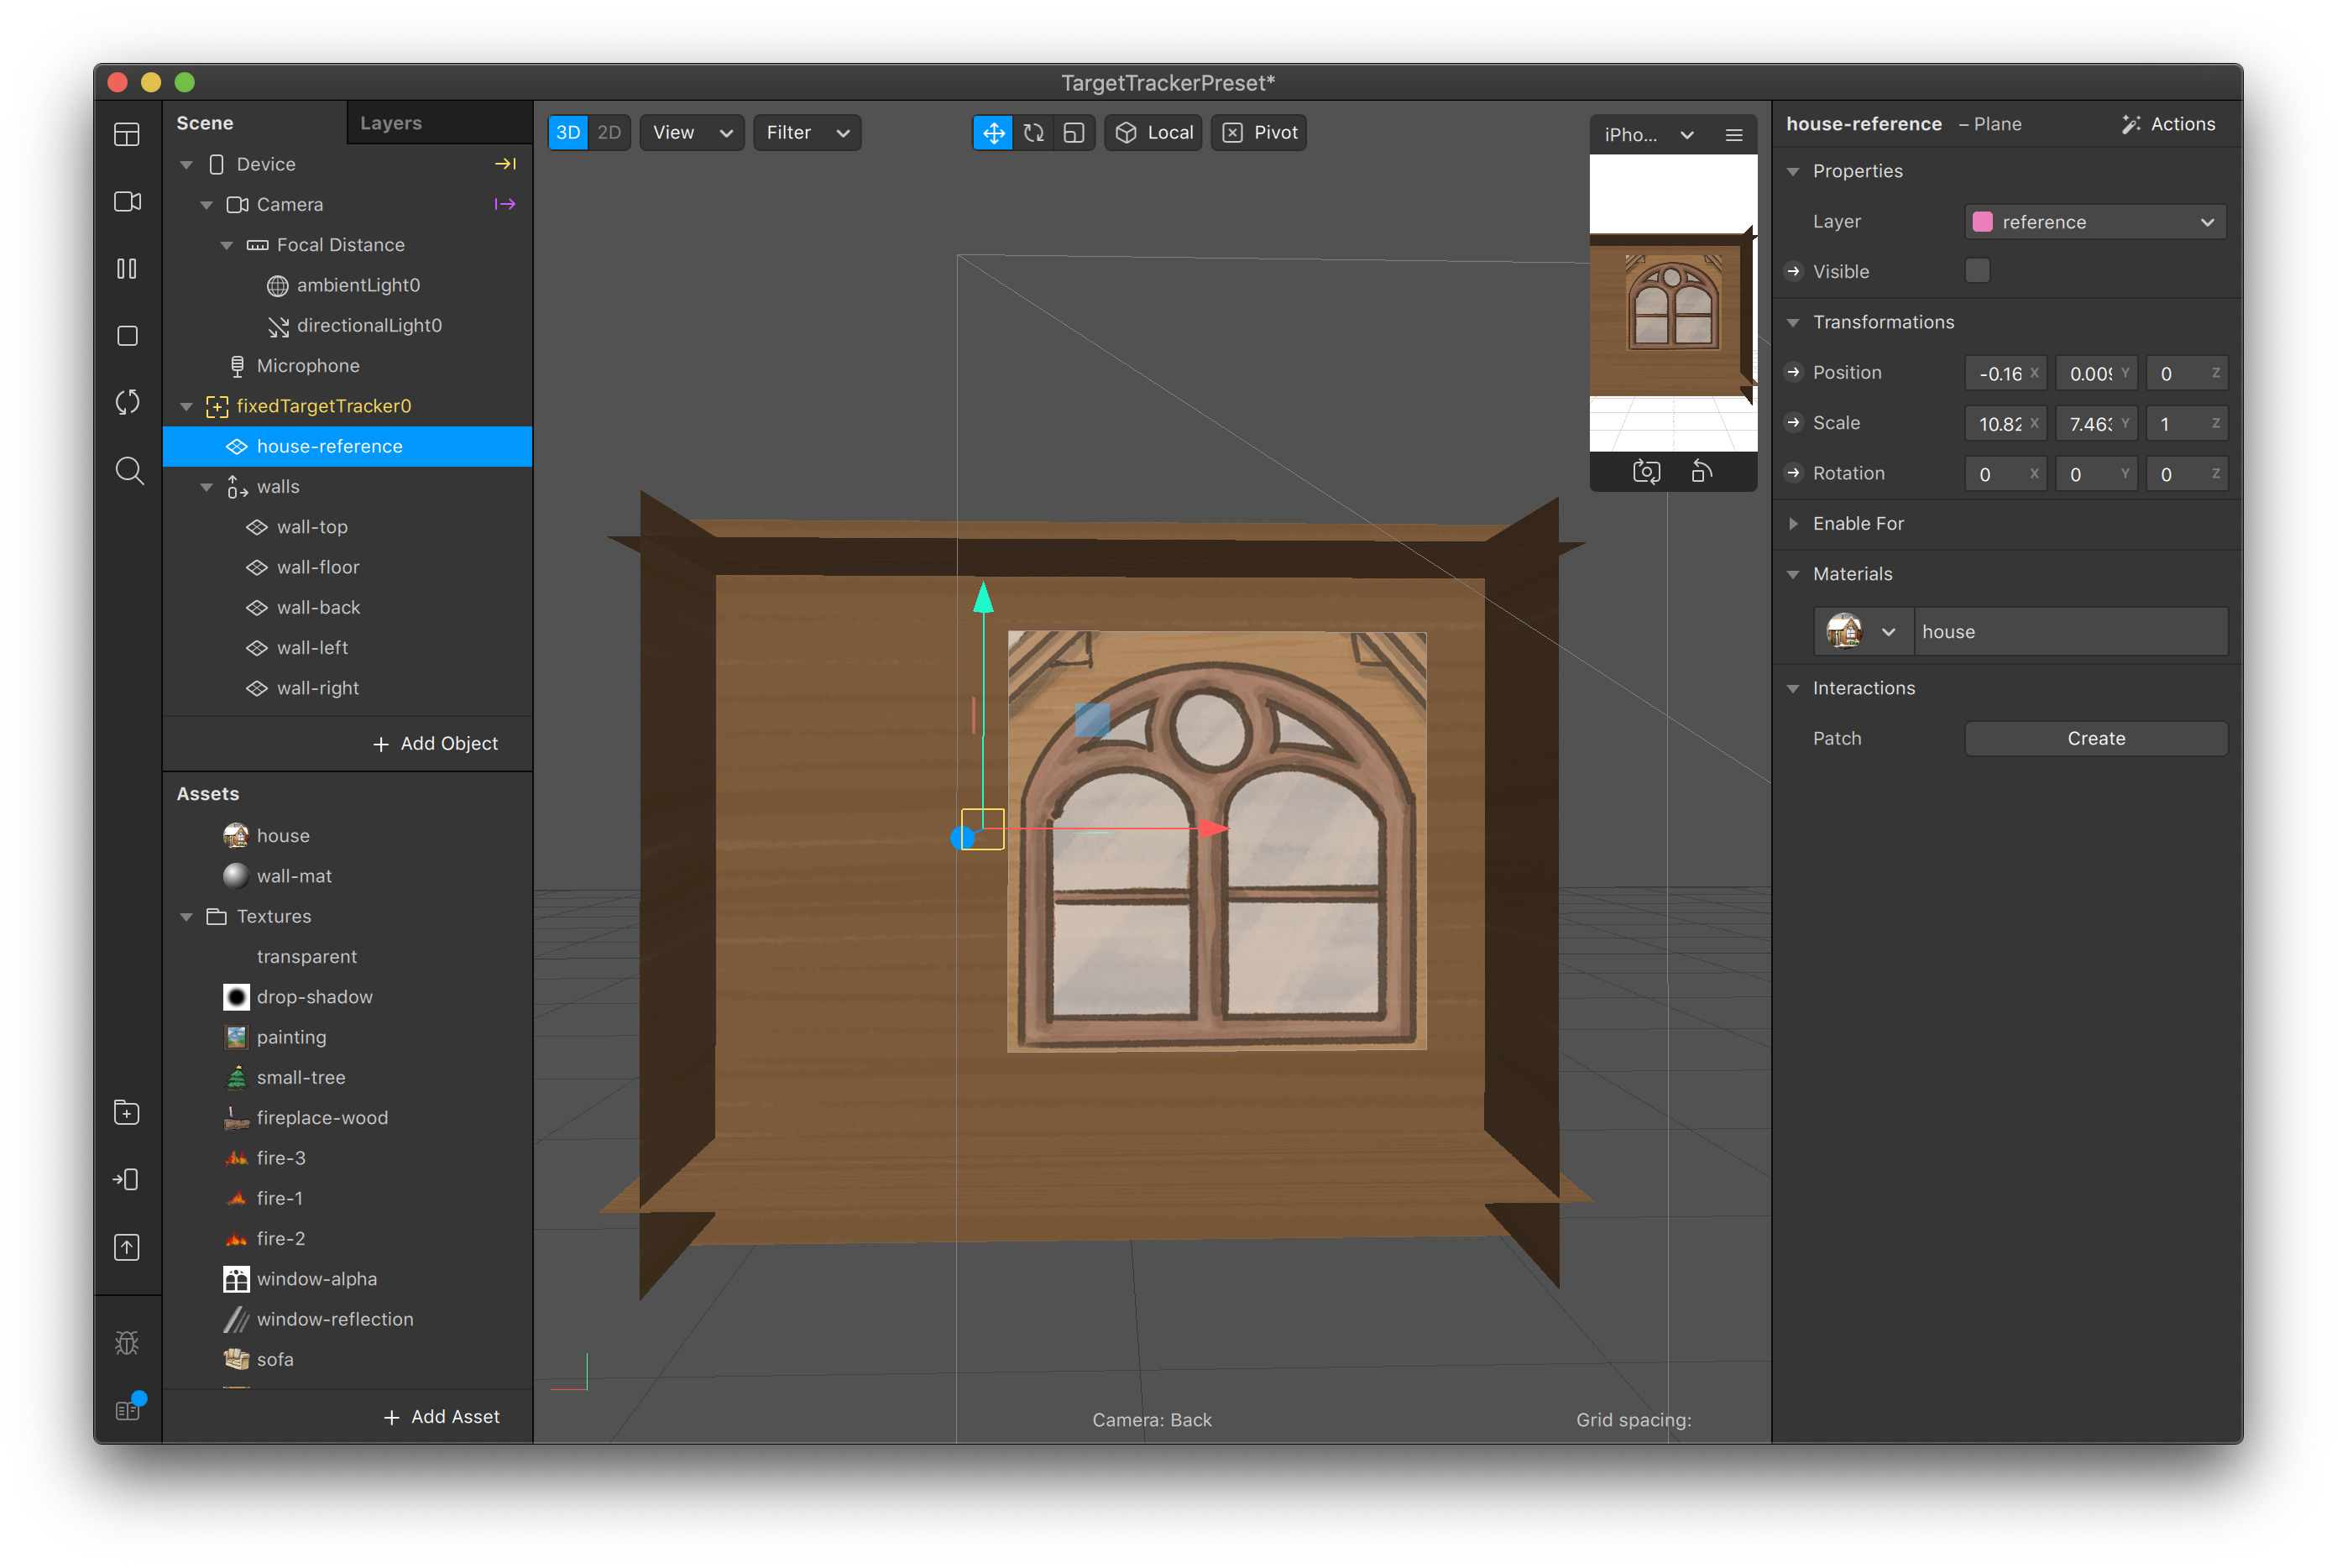 TargetTrackerPreset*
Scene
Layers
Device
Camera
Focal Distance
ambientLight0
directionalLight0
Microphone
fixedTargetTracker0
house-reference
walls
wall-top
wall-floor
wall-back
wall-left
wall-right
+ Add Object
Assets
house
wall-mat
Textures
transparent
drop-shadow
painting
small-tree
fireplace-wood
fire-3
fire-1
fire-2
window-alpha
window-reflection
sofa
+ Add Asset
3D 2D View Filter Local Pivot
iPho...
Camera: Back
Grid spacing:
house-reference – Plane Actions
Properties
Layer reference
Visible
Transformations
Position -0.16 X 0.009 Y 0 Z
Scale 10.82 X 7.463 Y 1 Z
Rotation 0 X 0 Y 0 Z
Enable For
Materials
house
Interactions
Patch Create